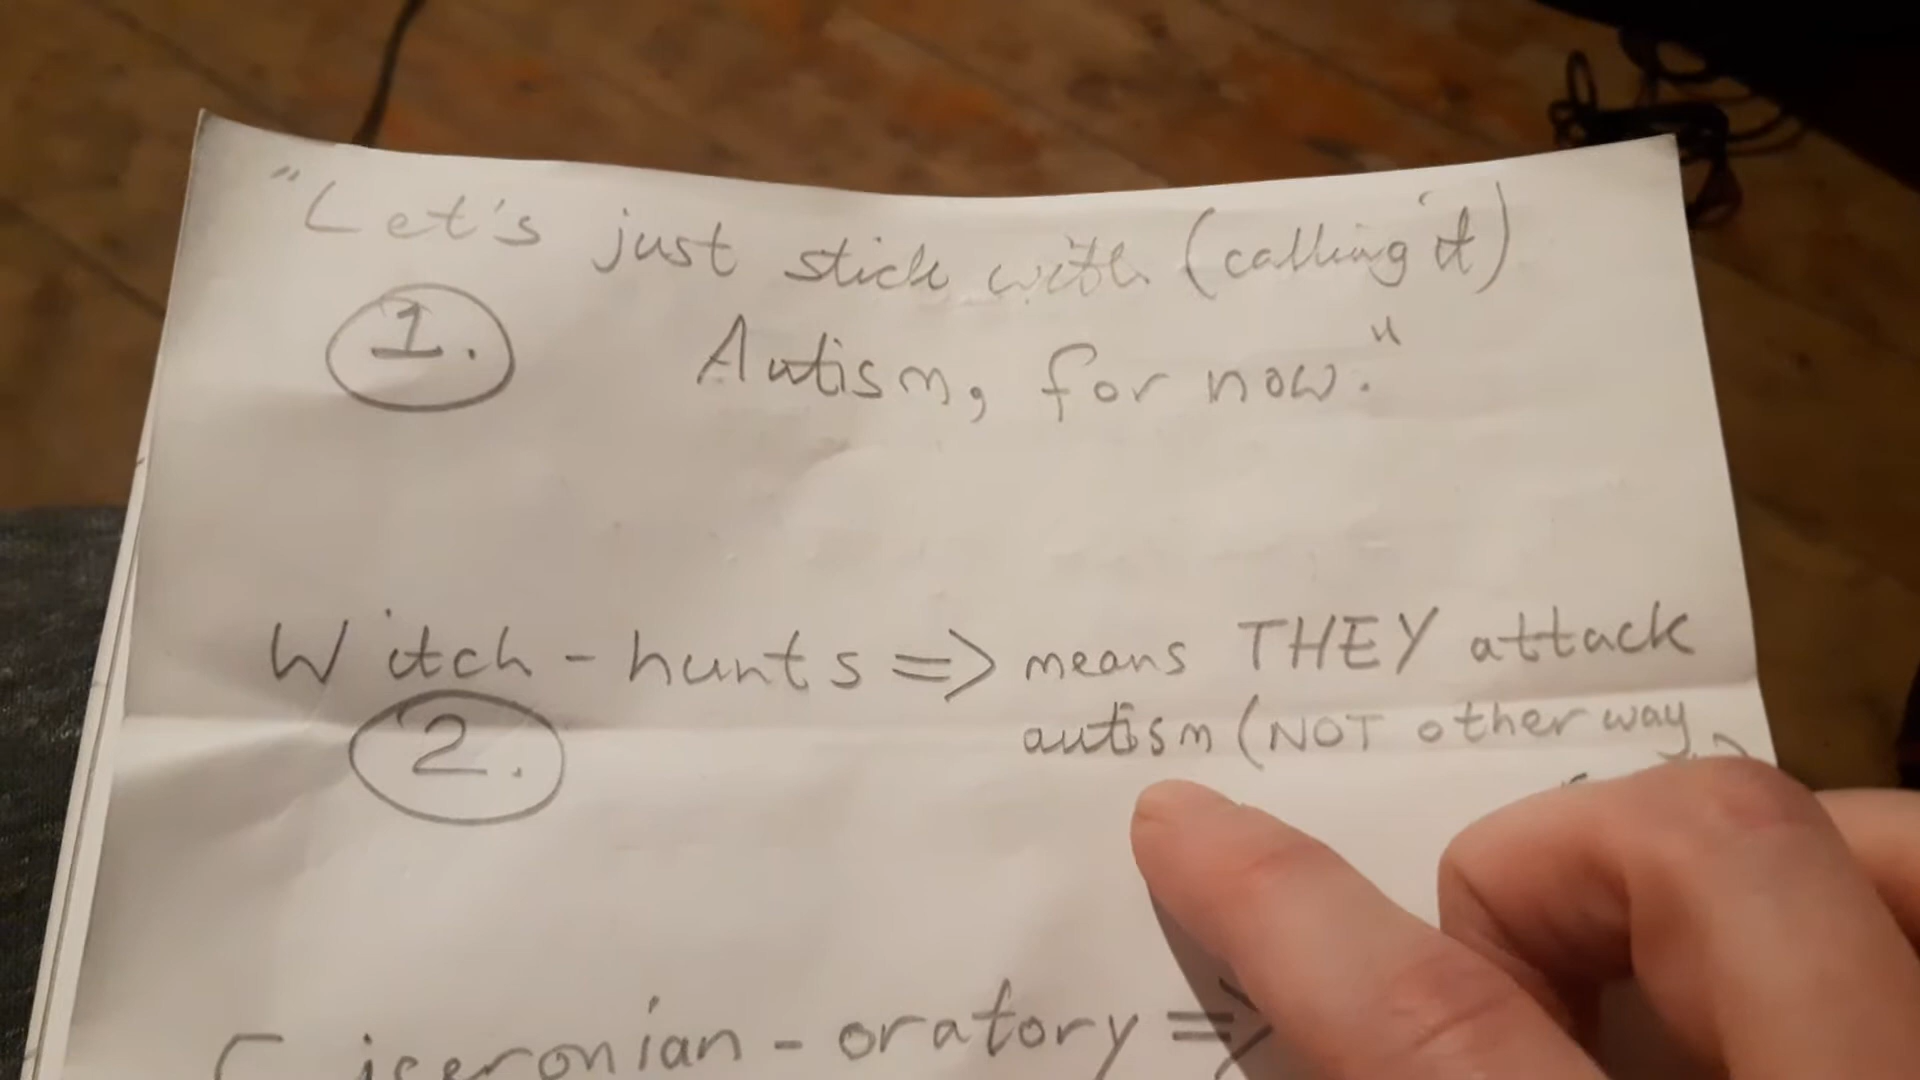 "Let's just stick with (calling it)
1. Autism, for now."
Witch-hunts => means THEY attack
2. autism (NOT other way
Ciceronian-oratory =>